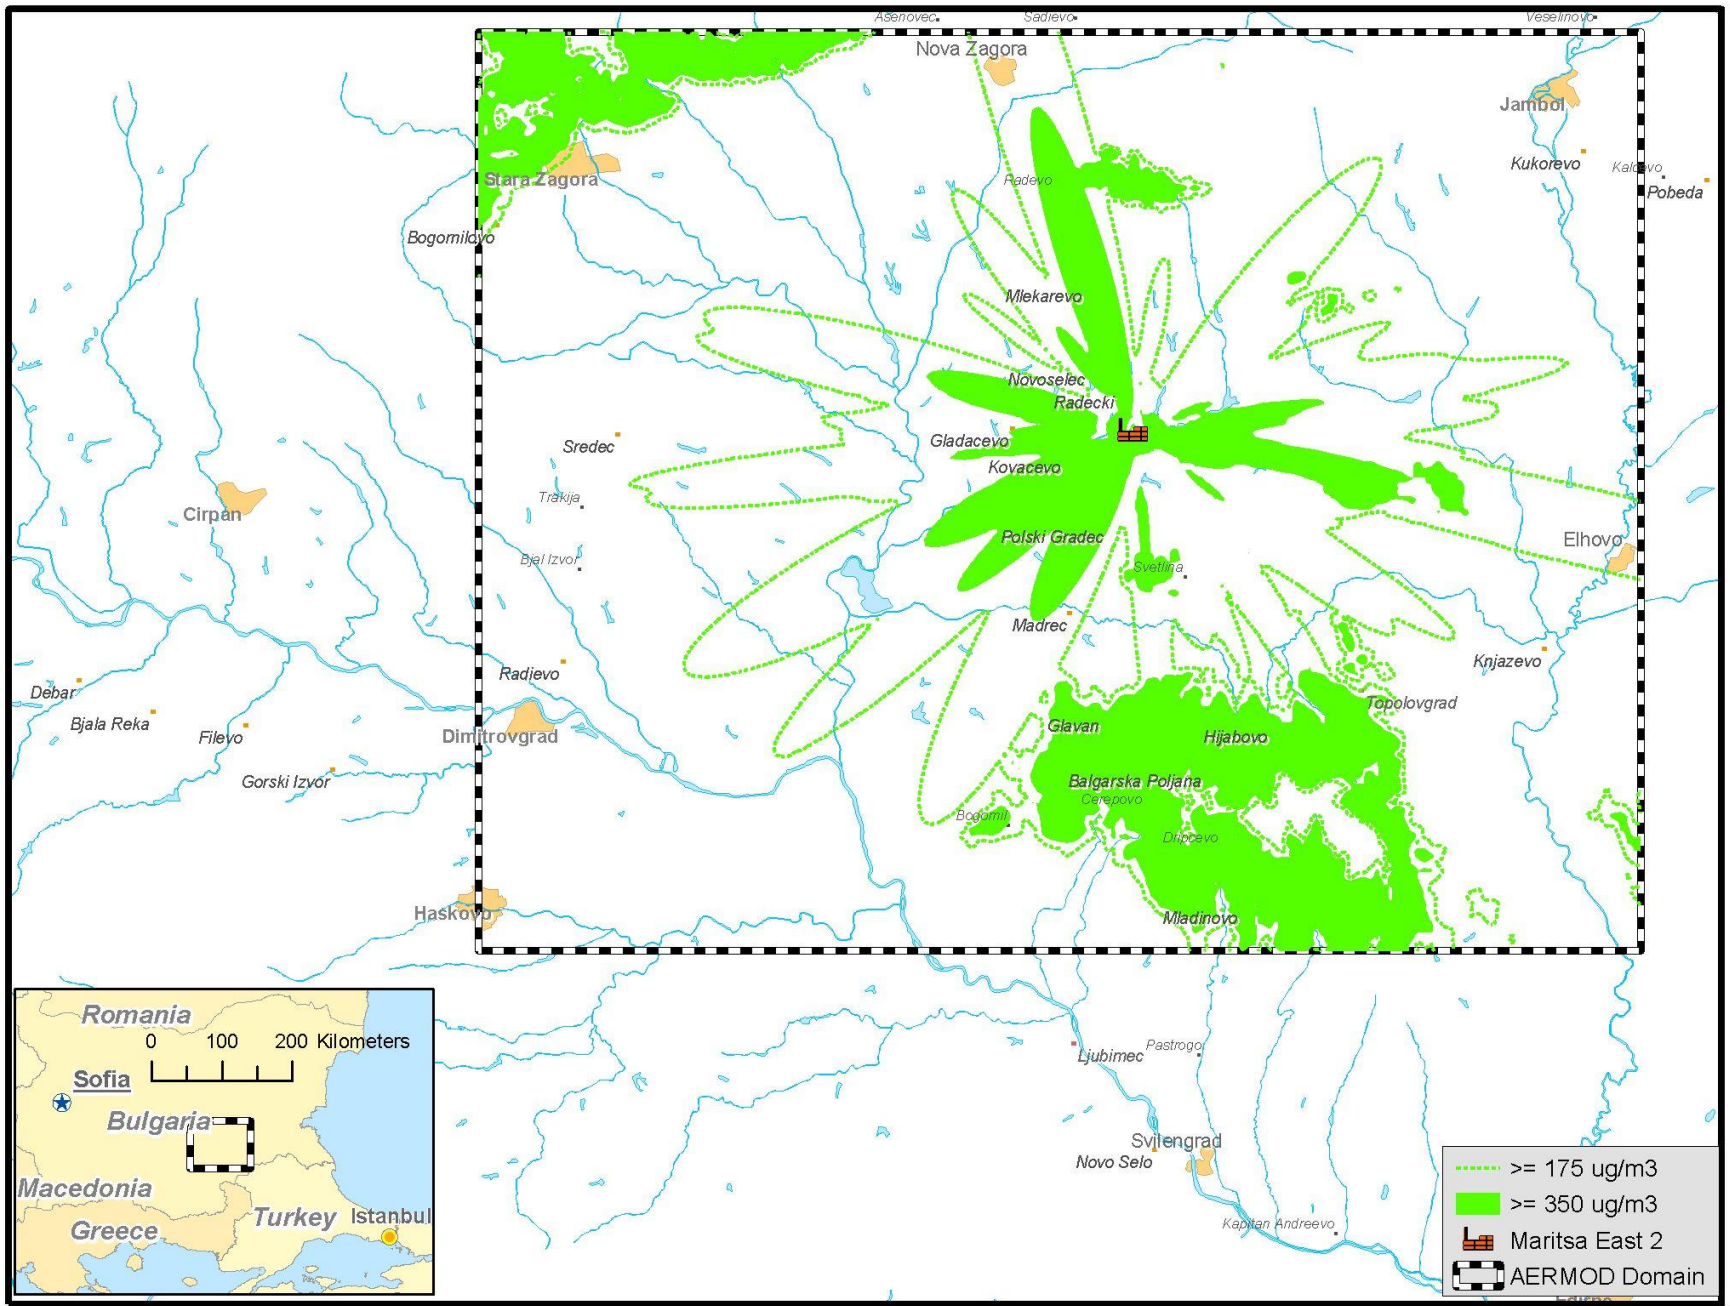 Asenovec
Sadievo
Veselinovo
Nova Zagora
Jambol
Kukorevo
Pobeda
Stara Zagora
Radevo
Bogomilovo
Mlekarevo
Novoselec
Radecki
Gladacevo
Sredec
Kovacevo
Trakija
Cirpan
Polski Gradec
Elhovo
Bjal Izvor
Svetlina
Madrec
Knjazevo
Radievo
Debar
Topolovgrad
Bjala Reka
Glavan
Filevo
Dimitrovgrad
Hijabovo
Gorski Izvor
Balgarska Poljana
Cerepovo
Bogomil
Dripcevo
Haskovo
Mladinovo
Ljubimec
Pastrogo
Svilengrad
Novo Selo
Kapitan Andreevo
Romania
0 100 200 Kilometers
Sofia
Bulgaria
Macedonia
Greece
Turkey
Istanbul
>= 175 ug/m3
>= 350 ug/m3
Maritsa East 2
AERMOD Domain